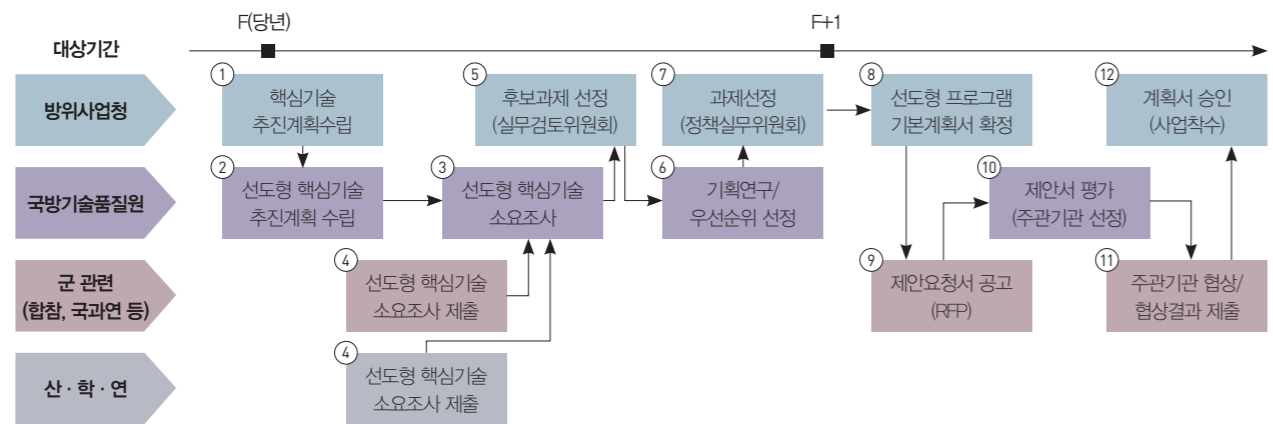 F(당년)
F+1
대상기간
방위사업청
①
핵심기술
추진계획수립
⑤
후보과제 선정
(실무검토위원회)
⑦
과제선정
(정책실무위원회)
⑧
선도형 프로그램
기본계획서 확정
⑫
계획서 승인
(사업착수)
국방기술품질원
②
선도형 핵심기술
추진계획 수립
③
선도형 핵심기술
소요조사
⑥
기획연구/
우선순위 선정
⑩
제안서 평가
(주관기관 선정)
군 관련
(합참, 국과연 등)
④
선도형 핵심기술
소요조사 제출
⑨
제안요청서 공고
(RFP)
⑪
주관기관 협상/
협상결과 제출
산 · 학 · 연
④
선도형 핵심기술
소요조사 제출